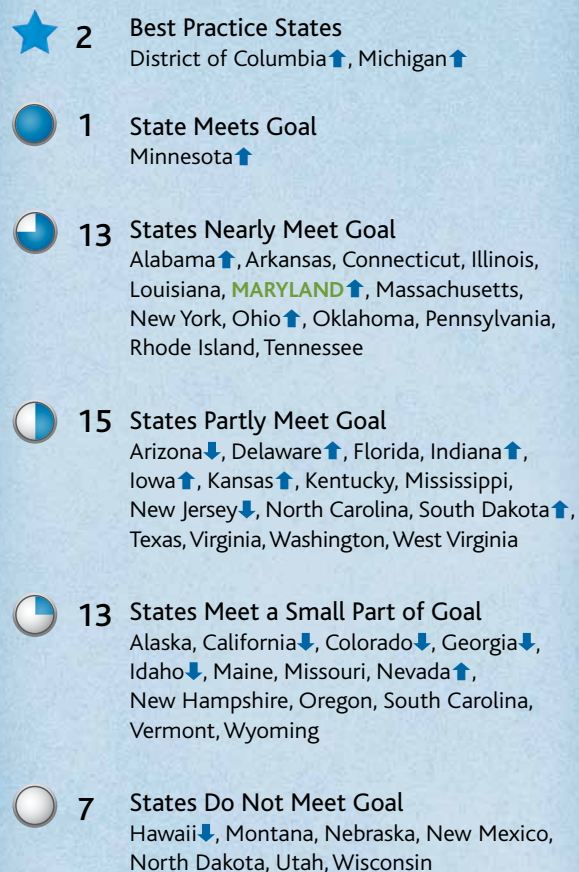 2 Best Practice States
District of Columbia⬆, Michigan⬆
1 State Meets Goal
Minnesota⬆
13 States Nearly Meet Goal
Alabama⬆, Arkansas, Connecticut, Illinois,
Louisiana, MARYLAND⬆, Massachusetts,
New York, Ohio⬆, Oklahoma, Pennsylvania,
Rhode Island, Tennessee
15 States Partly Meet Goal
Arizona⬇, Delaware⬆, Florida, Indiana⬆,
Iowa⬆, Kansas⬆, Kentucky, Mississippi,
New Jersey⬇, North Carolina, South Dakota⬆,
Texas, Virginia, Washington, West Virginia
13 States Meet a Small Part of Goal
Alaska, California⬇, Colorado⬇, Georgia⬇,
Idaho⬇, Maine, Missouri, Nevada⬆,
New Hampshire, Oregon, South Carolina,
Vermont, Wyoming
7 States Do Not Meet Goal
Hawaii⬇, Montana, Nebraska, New Mexico,
North Dakota, Utah, Wisconsin